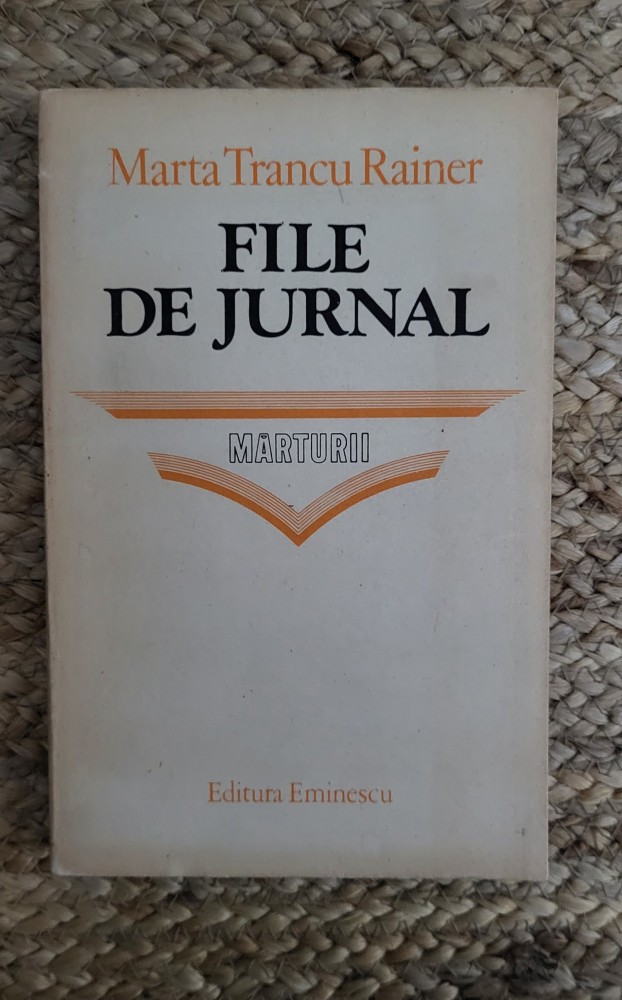 Marta Trancu Rainer
FILE
DE JURNAL
MĂRTURII
Editura Eminescu